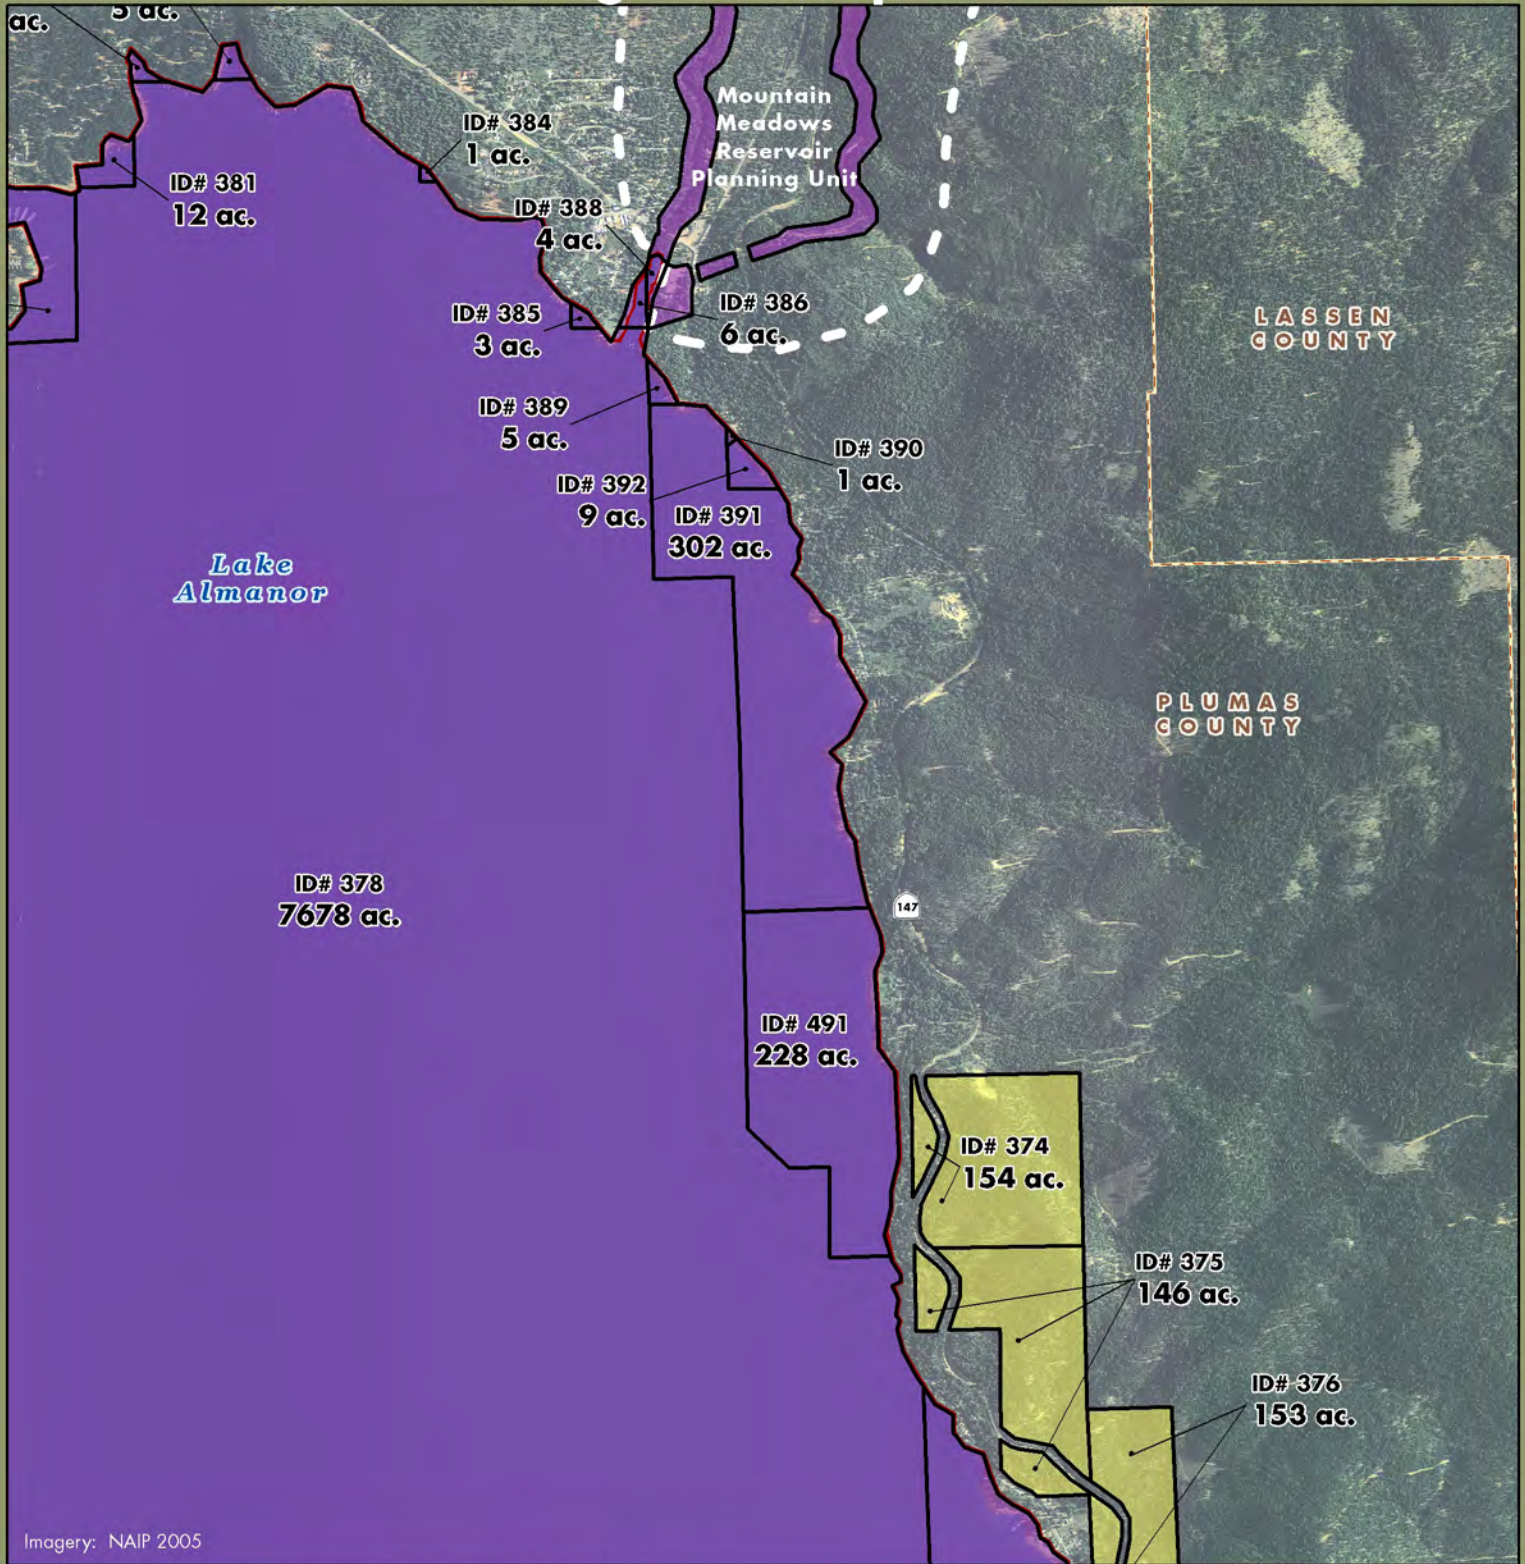 ac.
5 ac.
ID# 384
1 ac.
Mountain
Meadows
Reservoir
Planning Unit
ID# 381
12 ac.
ID# 388
4 ac.
ID# 385
3 ac.
ID# 386
6 ac.
LASSEN
COUNTY
ID# 389
5 ac.
ID# 390
1 ac.
ID# 392
9 ac.
ID# 391
302 ac.
Lake
Almanor
PLUMAS
COUNTY
ID# 378
7678 ac.
147
ID# 491
228 ac.
ID# 374
154 ac.
ID# 375
146 ac.
ID# 376
153 ac.
Imagery: NAIP 2005